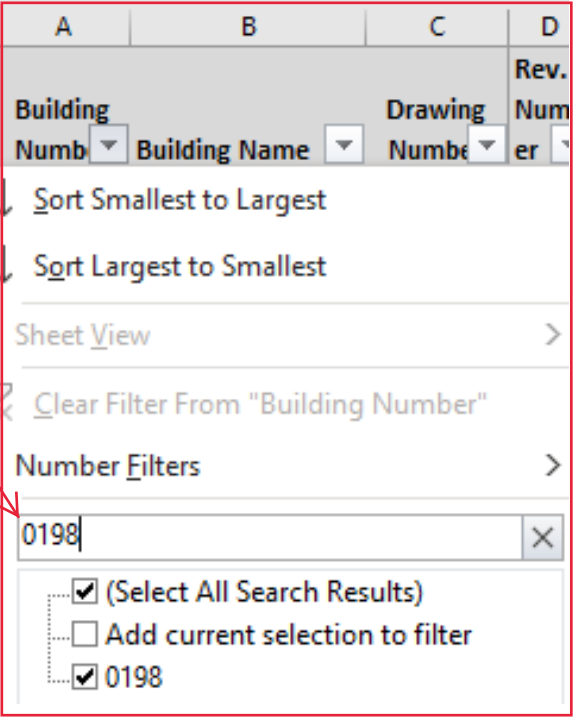 A B C D
Rev.
Building Drawing Num
Numb Building Name Numbe er
Sort Smallest to Largest
Sort Largest to Smallest
Sheet View
Clear Filter From "Building Number"
Number Filters
0198
(Select All Search Results)
Add current selection to filter
0198